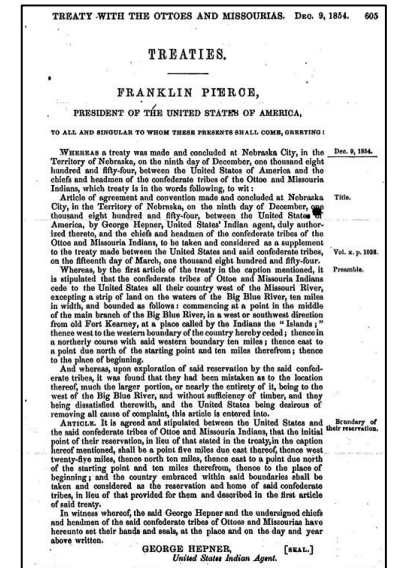 TREATY WITH THE OTTOES AND MISSOURIAS. DEC. 9, 1854. 605
TREATIES.
FRANKLIN PIERCE,
PRESIDENT OF THE UNITED STATES OF AMERICA,
TO ALL AND SINGULAR TO WHOM THESE PRESENTS SHALL COME, GREETING:
WHEREAS a treaty was made and concluded at Nebraska City, in the
Dec. 9, 1854.
Territory of Nebraska, on the ninth day of December, one thousand eight
hundred and fifty-four, between the United States of America and the
chiefs and headmen of the confederate tribes of the Ottoe and Missouria
Indians, which treaty is in the words following, to wit:
Article of agreement and convention made and concluded at Nebraska
Title.
City, in the Territory of Nebraska, on the ninth day of December, one
thousand eight hundred and fifty-four, between the United States of
America, by George Hepner, United States' Indian agent, duly author-
ized thereto, and the chiefs and headmen of the confederate tribes of the
Ottoe and Missouria Indians, to be taken and considered as a supplement
to the treaty made between the United States and said confederate tribes,
Vol. x. p. 1038.
on the fifteenth day of March, one thousand eight hundred and fifty-four.
Whereas, by the first article of the treaty in the caption mentioned, it
Preamble.
is stipulated that the confederate tribes of Ottoe and Missouria Indians
cede to the United States all their country west of the Missouri River,
excepting a strip of land on the waters of the Big Blue River, ten miles
in width, and bounded as follows: commencing at a point in the middle
of the main branch of the Big Blue River, in a west or southwest direction
from old Fort Kearney, at a place called by the Indians the "Islands;"
thence west to the western boundary of the country hereby ceded; thence in
a northerly course with said western boundary ten miles; thence east to
a point due north of the starting point and ten miles therefrom; thence
to the place of beginning.
And whereas, upon exploration of said reservation by the said confed-
erate tribes, it was found that they had been mistaken as to the location
thereof, much the larger portion, or nearly the entirety of it, being to the
west of the Big Blue River, and without sufficiency of timber, and they
being dissatisfied therewith, and the United States being desirous of
removing all cause of complaint, this article is entered into.
ARTICLE. It is agreed and stipulated between the United States and
Boundary of
the said confederate tribes of Ottoe and Missouria Indians, that the initial
their reservation.
point of their reservation, in lieu of that stated in the treaty, in the caption
hereof mentioned, shall be a point five miles due east thereof, thence west
twenty-five miles, thence north ten miles, thence east to a point due north
of the starting point and ten miles therefrom, thence to the place of
beginning; and the country embraced within said boundaries shall be
taken and considered as the reservation and home of said confederate
tribes, in lieu of that provided for them and described in the first article
of said treaty.
In witness whereof, the said George Hepner and the undersigned chiefs
and headmen of the said confederate tribes of Ottoes and Missourias have
hereunto set their hands and seals, at the place and on the day and year
above written.
GEORGE HEPNER, [SEAL.]
United States Indian Agent.